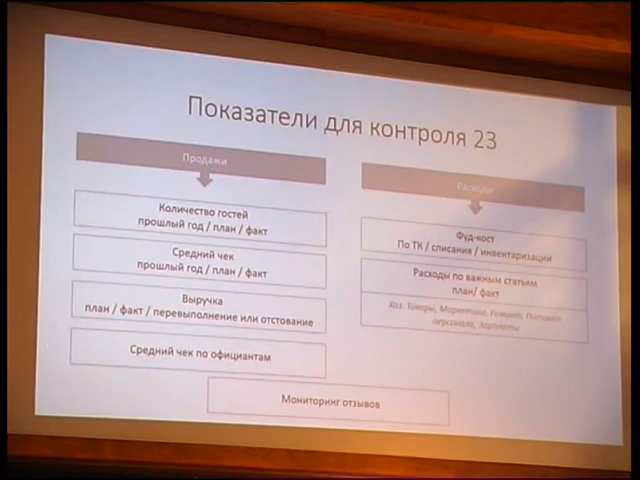 Показатели для контроля 23
Продажи
Количество гостей
прошлый год / план / факт
Средний чек
прошлый год / план / факт
Выручка
план / факт / перевыполнение или отстование
Средний чек по официантам
Расходы
Фуд-кост
По ТК / списания / инвентаризации
Расходы по важным статьям
план/ факт
Хоз. Товары, Маркетинг, Ремонт, Питание
персонала, Зарплаты
Мониторинг отзывов